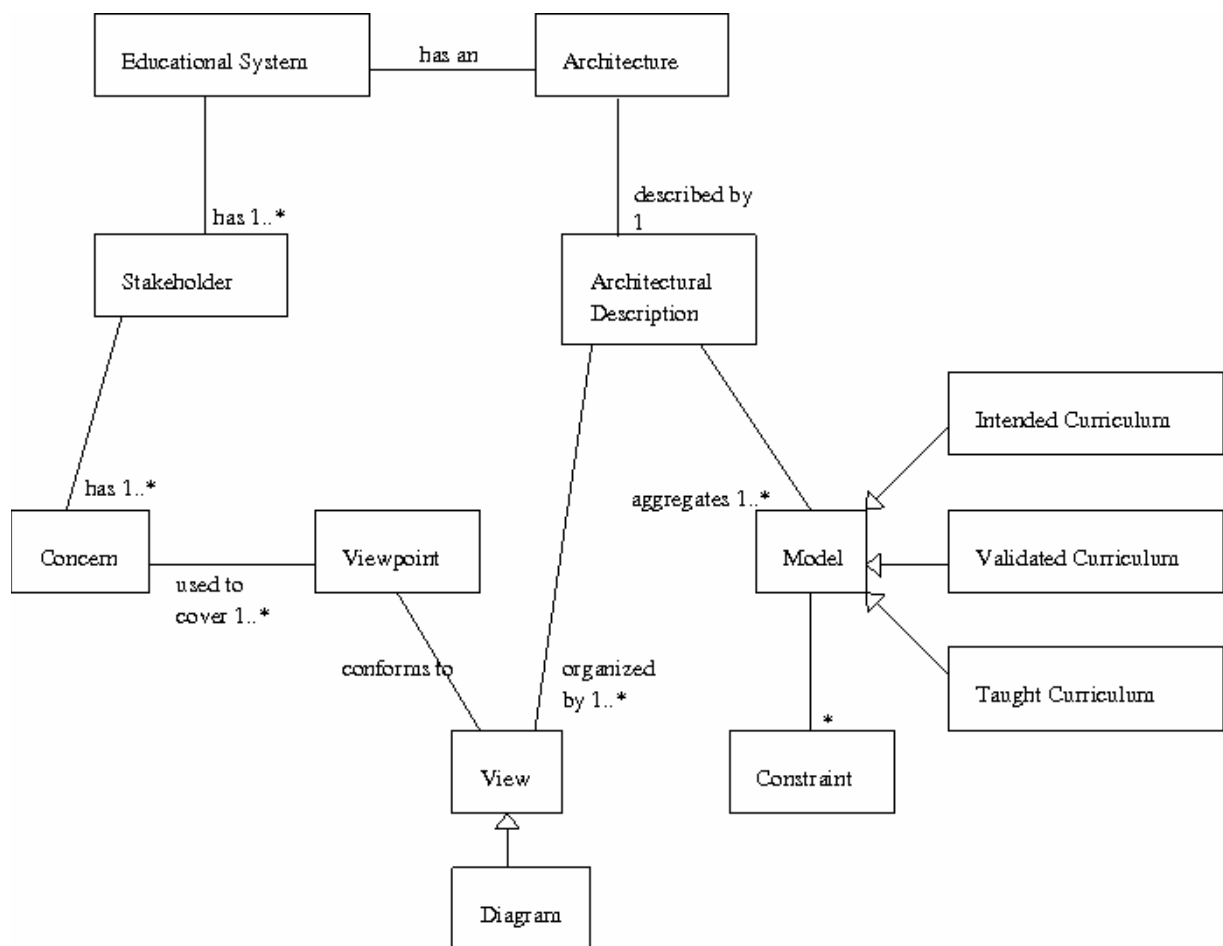 Educational System
has an
Architecture
has 1..*
described by
1
Stakeholder
Architectural
Description
Intended Curriculum
has 1..*
aggregates 1..*
Concern
Viewpoint
Model
Validated Curriculum
used to
cover 1..*
conforms to
organized
by 1..*
Taught Curriculum
*
View
Constraint
Diagram